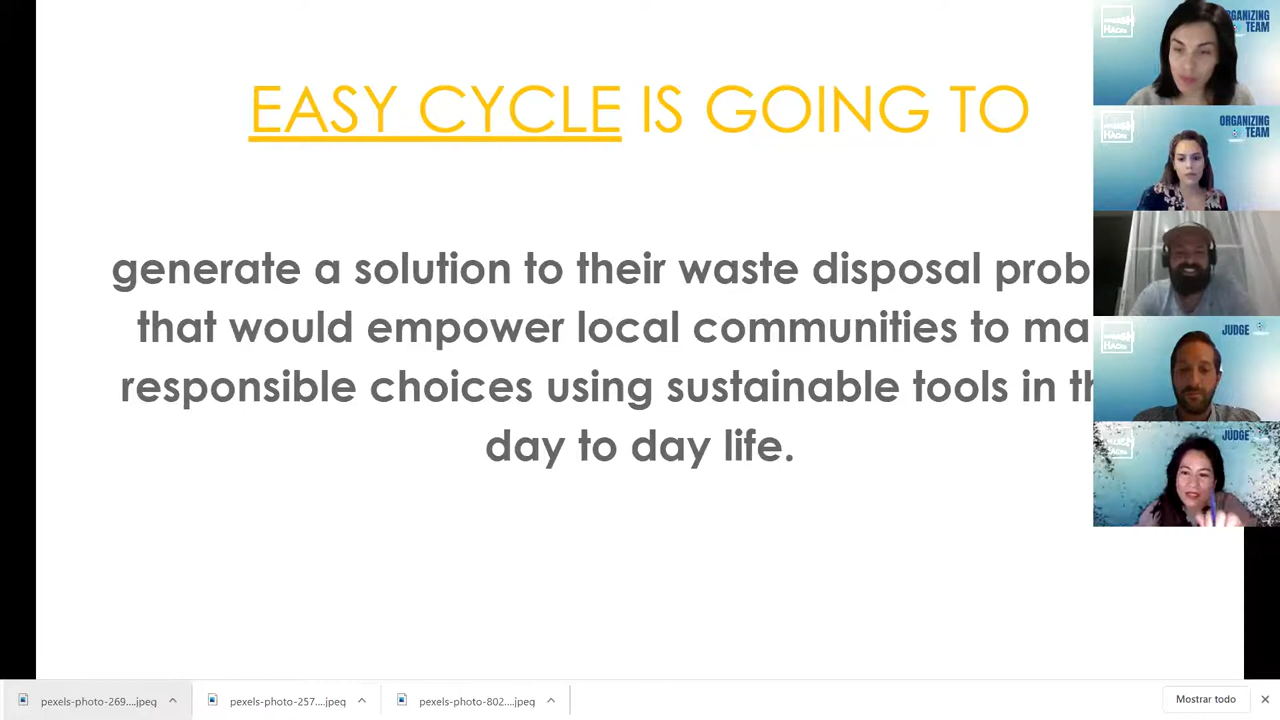 EASY CYCLE IS GOING TO
generate a solution to their waste disposal prob
that would empower local communities to ma
responsible choices using sustainable tools in th
day to day life.
ORGANIZING
TEAM
ORGANIZING
TEAM
JUDGE
JUDGE
pexels-photo-269....jpeg
pexels-photo-257....jpeg
pexels-photo-802....jpeg
Mostrar todo